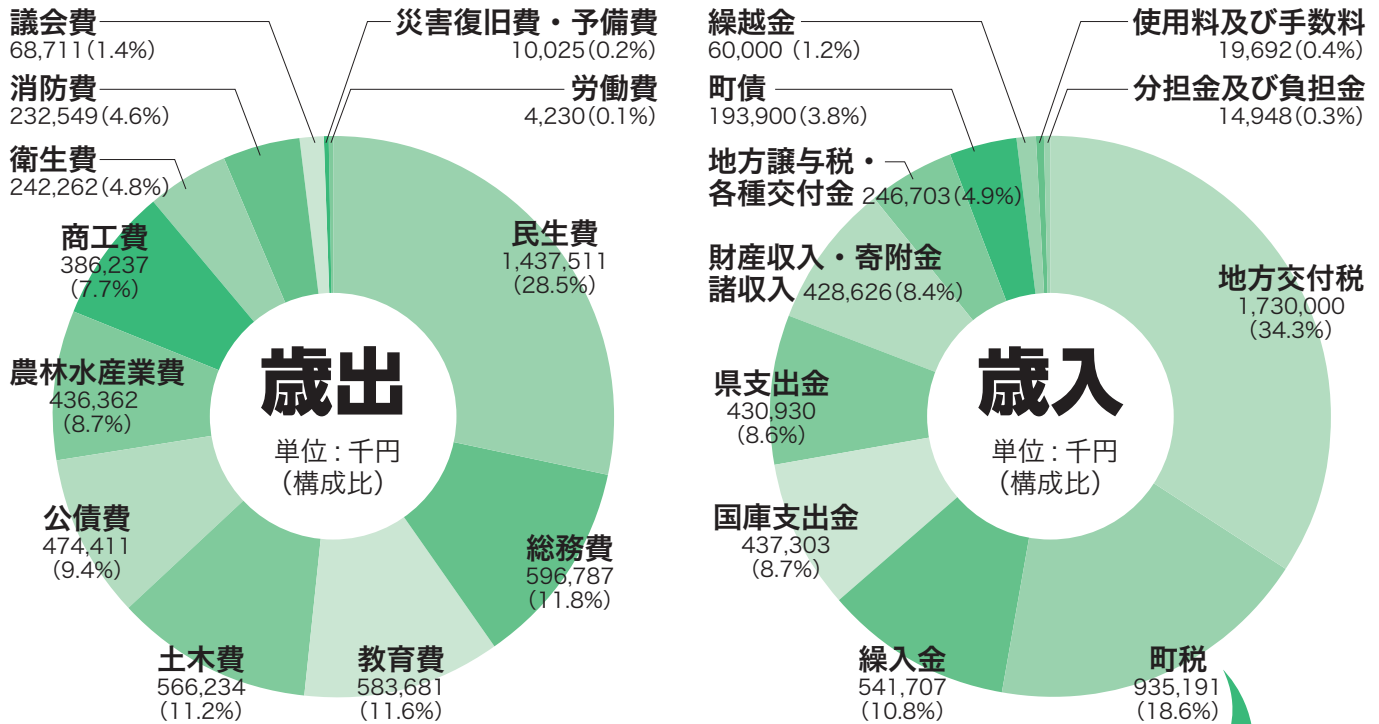 議会費
68,711(1.4%)
消防費
232,549(4.6%)
衛生費
242,262(4.8%)
商工費
386,237
(7.7%)
農林水産業費
436,362
(8.7%)
公債費
474,411
(9.4%)
土木費
566,234
(11.2%)
教育費
583,681
(11.6%)
総務費
596,787
(11.8%)
民生費
1,437,511
(28.5%)
労働費
4,230(0.1%)
災害復旧費・予備費
10,025(0.2%)
歳出
単位:千円
(構成比)
繰越金
60,000 (1.2%)
町債
193,900(3.8%)
地方譲与税・
各種交付金 246,703(4.9%)
財産収入・寄附金
諸収入 428,626(8.4%)
県支出金
430,930
(8.6%)
国庫支出金
437,303
(8.7%)
繰入金
541,707
(10.8%)
町税
935,191
(18.6%)
地方交付税
1,730,000
(34.3%)
分担金及び負担金
14,948(0.3%)
使用料及び手数料
19,692(0.4%)
歳入
単位:千円
(構成比)